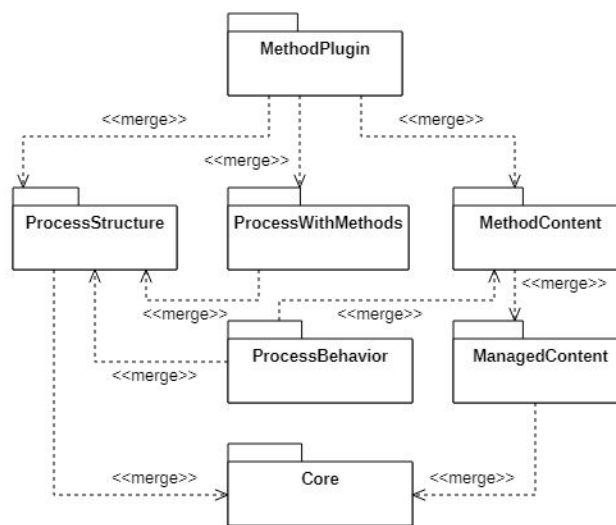 MethodPlugin
<<merge>>
<<merge>>
<<merge>>
ProcessStructure
ProcessWithMethods
MethodContent
<<merge>>
<<merge>>
<<merge>>
ProcessBehavior
ManagedContent
<<merge>>
<<merge>>
<<merge>>
Core